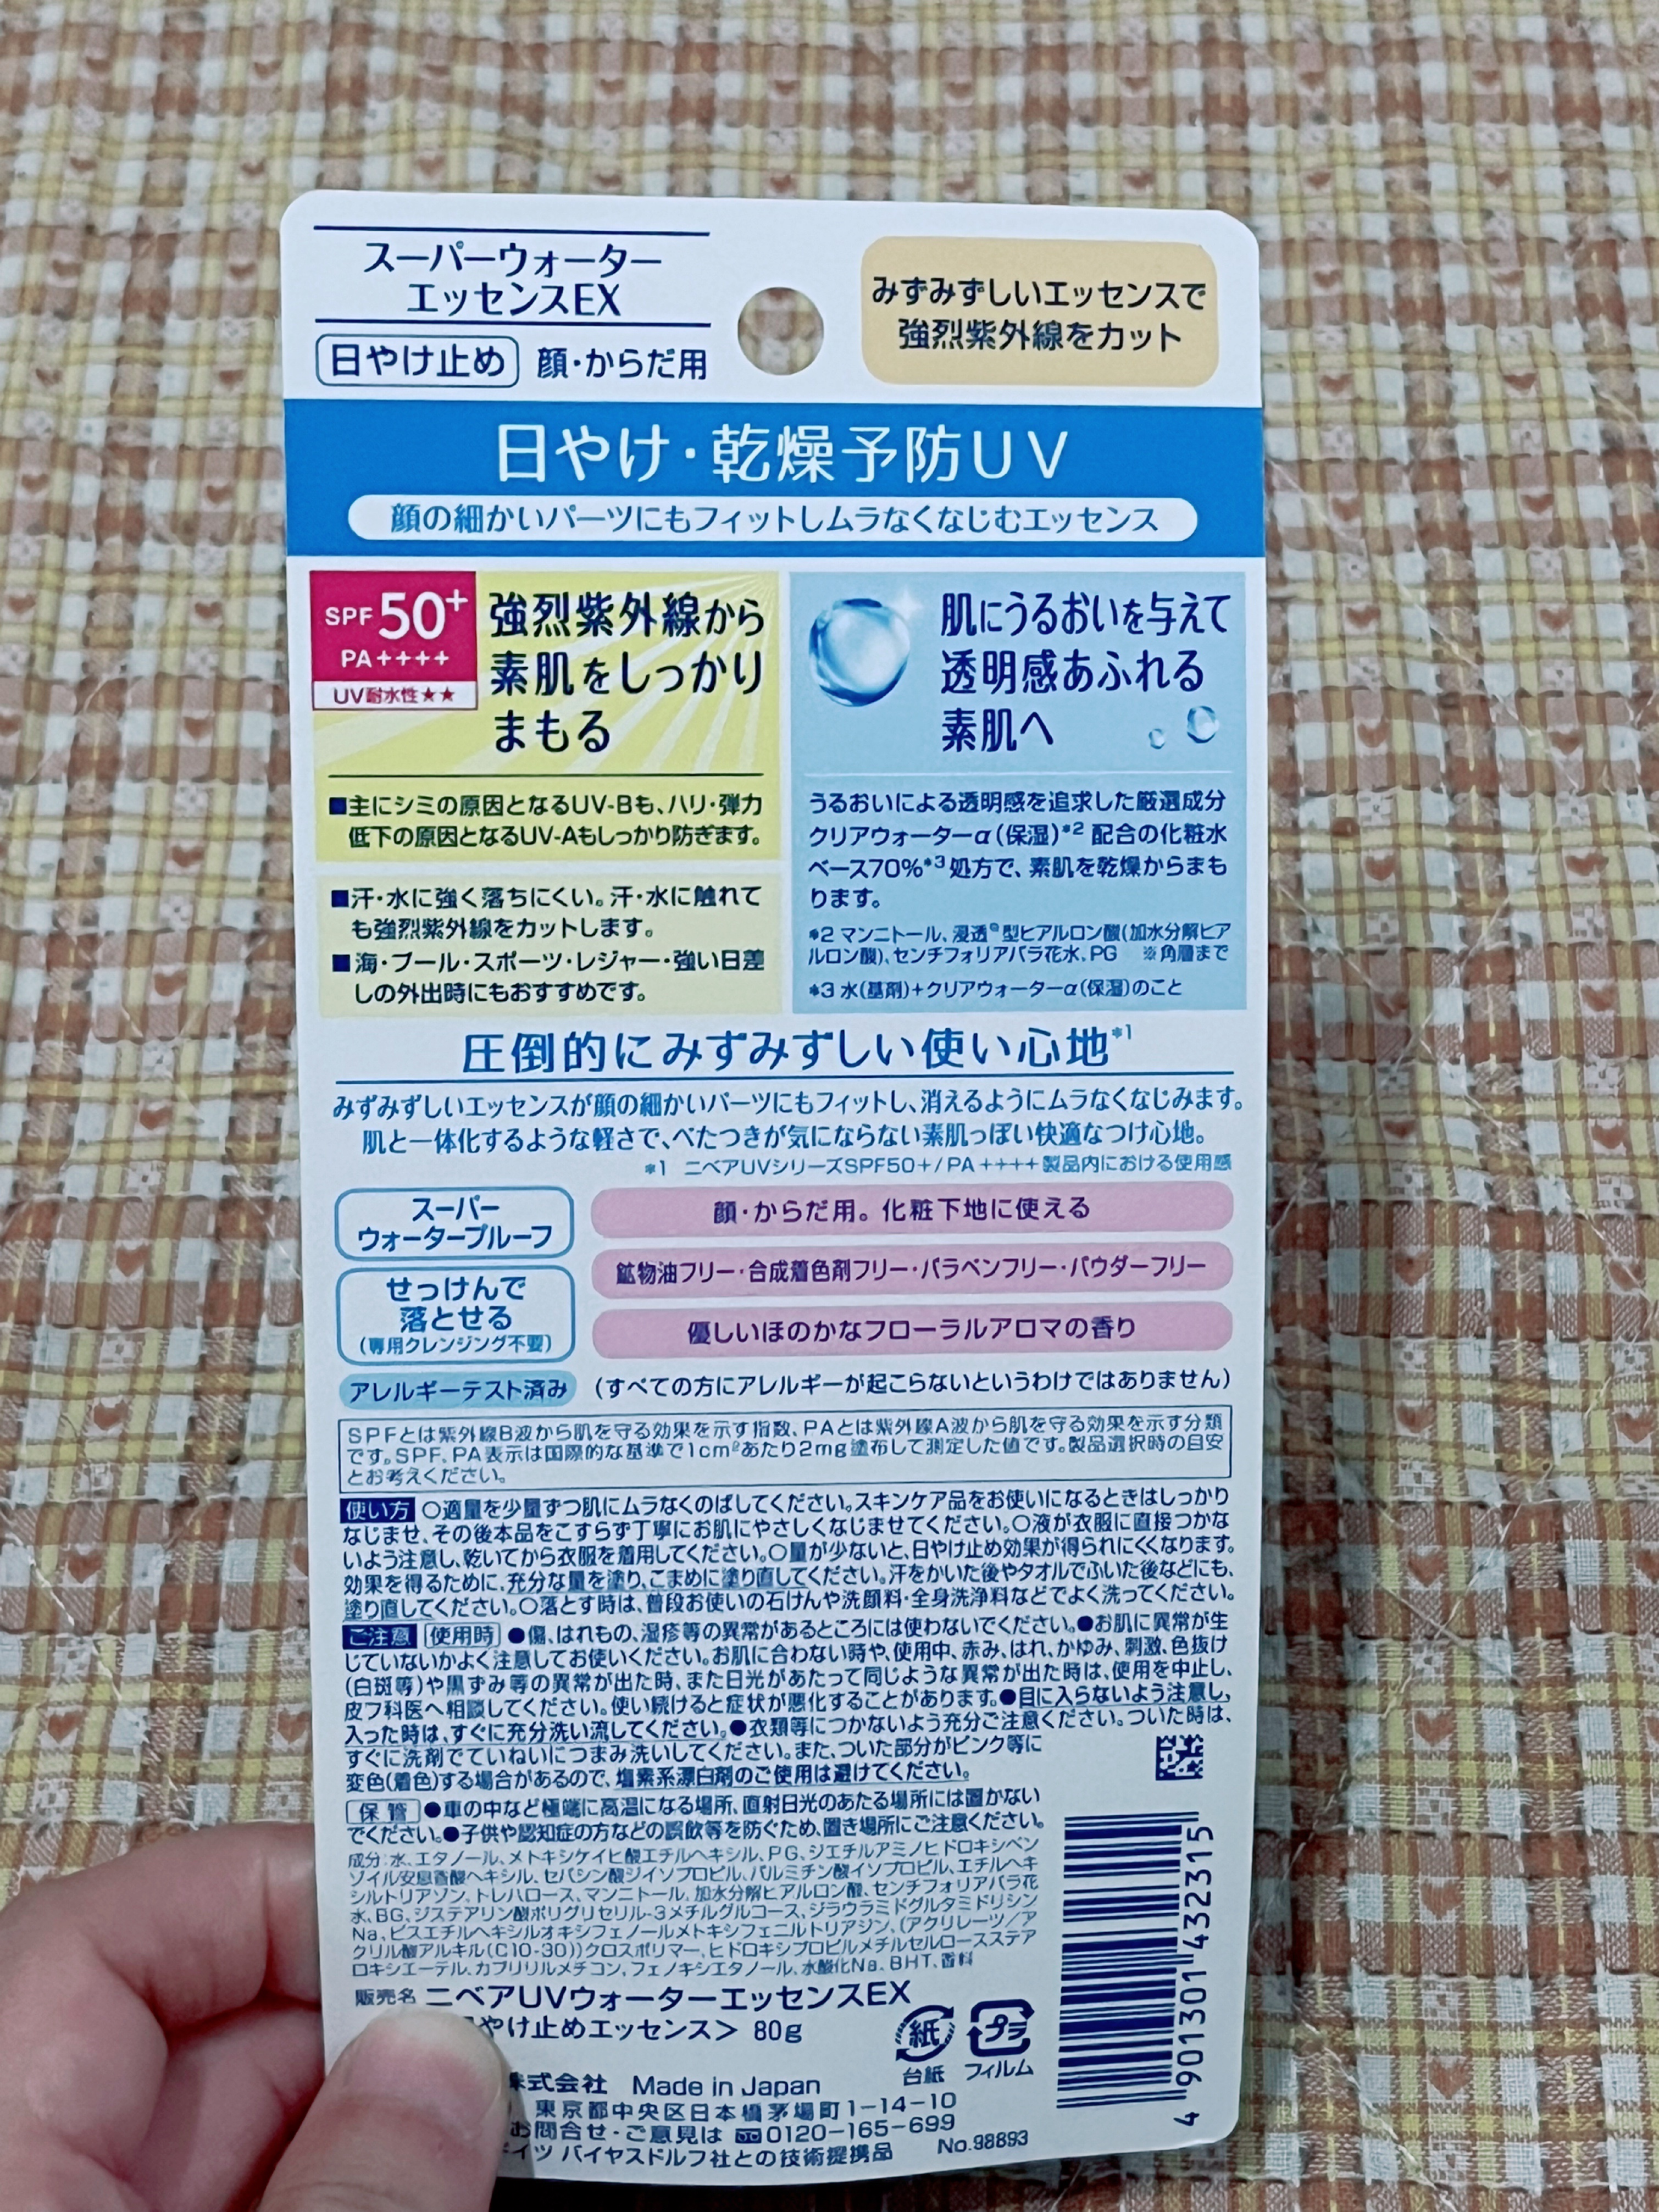 スーパーウォーター
エッセンスEX
日やけ止め 顔・からだ用
みずみずしいエッセンスで
強烈紫外線をカット
日やけ・乾燥予防UV
顔の細かいパーツにもフィットしムラなくなじむエッセンス
SPF50+
PA++++
UV耐水性★★
強烈紫外線から
素肌をしっかり
まもる
■主にシミの原因となるUV-Bも、ハリ・弾力
低下の原因となるUV-Aもしっかり防ぎます。
■汗・水に強く落ちにくい。汗・水に触れて
も強烈紫外線をカットします。
■海・プール・スポーツ・レジャー・強い日差
しの外出時にもおすすめです。
肌にうるおいを与えて
透明感あふれる
素肌へ
うるおいによる透明感を追求した厳選成分
クリアウォーターα(保湿)*2 配合の化粧水
ベース70%*3処方で、素肌を乾燥からまも
ります。
*2 マンニトール、浸透※型ヒアルロン酸(加水分解ヒア
ルロン酸)、センチフォリアバラ花水、PG ※角層まで
*3 水(基剤)+クリアウォーターα(保湿)のこと
圧倒的にみずみずしい使い心地*1
みずみずしいエッセンスが顔の細かいパーツにもフィットし、消えるようにムラなくなじみます。
肌と一体化するような軽さで、べたつきが気にならない素肌っぽい快適なつけ心地。
*1 ニベアUVシリーズSPF50+/PA++++製品内における使用感
スーパー
ウォータープルーフ
せっけんで
落とせる
(専用クレンジング不要)
顔・からだ用。化粧下地に使える
鉱物油フリー・合成着色剤フリー・パラベンフリー・パウダーフリー
優しいほのかなフローラルアロマの香り
アレルギーテスト済み (すべての方にアレルギーが起こらないというわけではありません)
SPFとは紫外線B波から肌を守る効果を示す指数、PAとは紫外線A波から肌を守る効果を示す分類
です。SPF、PA表示は国際的な基準で1cm²あたり2mg塗布して測定した値です。製品選択時の目安
とお考えください。
使い方 ○適量を少量ずつ肌にムラなくのばしてください。スキンケア品をお使いになるときはしっかり
なじませ、その後本品をこすらず丁寧にお肌にやさしくなじませてください。○液が衣服に直接つかな
いよう注意し、乾いてから衣服を着用してください。○量が少ないと、日やけ止め効果が得られにくくなります。
効果を得るために、充分な量を塗り、こまめに塗り直してください。汗をかいた後やタオルでふいた後などにも、
塗り直してください。○落とす時は、普段お使いの石けんや洗顔料・全身洗浄料などでよく洗ってください。
ご注意 使用時 ●傷、はれもの、湿疹等の異常があるところには使わないでください。●お肌に異常が生
じていないかよく注意してお使いください。お肌に合わない時や、使用中、赤み、はれ、かゆみ、刺激、色抜け
(白斑等)や黒ずみ等の異常が出た時、また日光があたって同じような異常が出た時は、使用を中止し、
皮フ科医へ相談してください。使い続けると症状が悪化することがあります。●目に入らないよう注意し、
入った時は、すぐに充分洗い流してください。●衣類等につかないよう充分ご注意ください。ついた時は、
すぐに洗剤でていねいにつまみ洗いしてください。また、ついた部分がピンク等に
変色(着色)する場合があるので、塩素系漂白剤のご使用は避けてください。
保管 ●車の中など極端に高温になる場所、直射日光のあたる場所には置かない
でください。●子供や認知症の方などの誤飲等を防ぐため、置き場所にご注意ください。
成分:水、エタノール、メトキシケイヒ酸エチルヘキシル、PG、ジエチルアミノヒドロキシベン
ゾイル安息香酸ヘキシル、セバシン酸ジイソプロピル、パルミチン酸イソプロピル、エチルヘキ
シルトリアゾン、トレハロース、マンニトール、加水分解ヒアルロン酸、センチフォリアバラ花
水、BG、ジステアリン酸ポリグリセリル-3メチルグルコース、ジラウラミドグルタミドリシン
Na、ビスエチルヘキシルオキシフェノールメトキシフェニルトリアジン、(アクリレーツ/ア
クリル酸アルキル(C10-30))クロスポリマー、ヒドロキシプロピルメチルセルロースステア
ロキシエーテル、カプリリルメチコン、フェノキシエタノール、水酸化Na、BHT、香料
販売名 ニベアUVウォーターエッセンスEX
やけ止めエッセンス> 80g
紙 プラ
台紙 フィルム
株式会社 Made in Japan
東京都中央区日本橋茅場町1-14-10
お問合せ・ご意見は 0120-165-699
イツ バイヤスドルフ社との技術提携品 No.98893
4 901301 432315